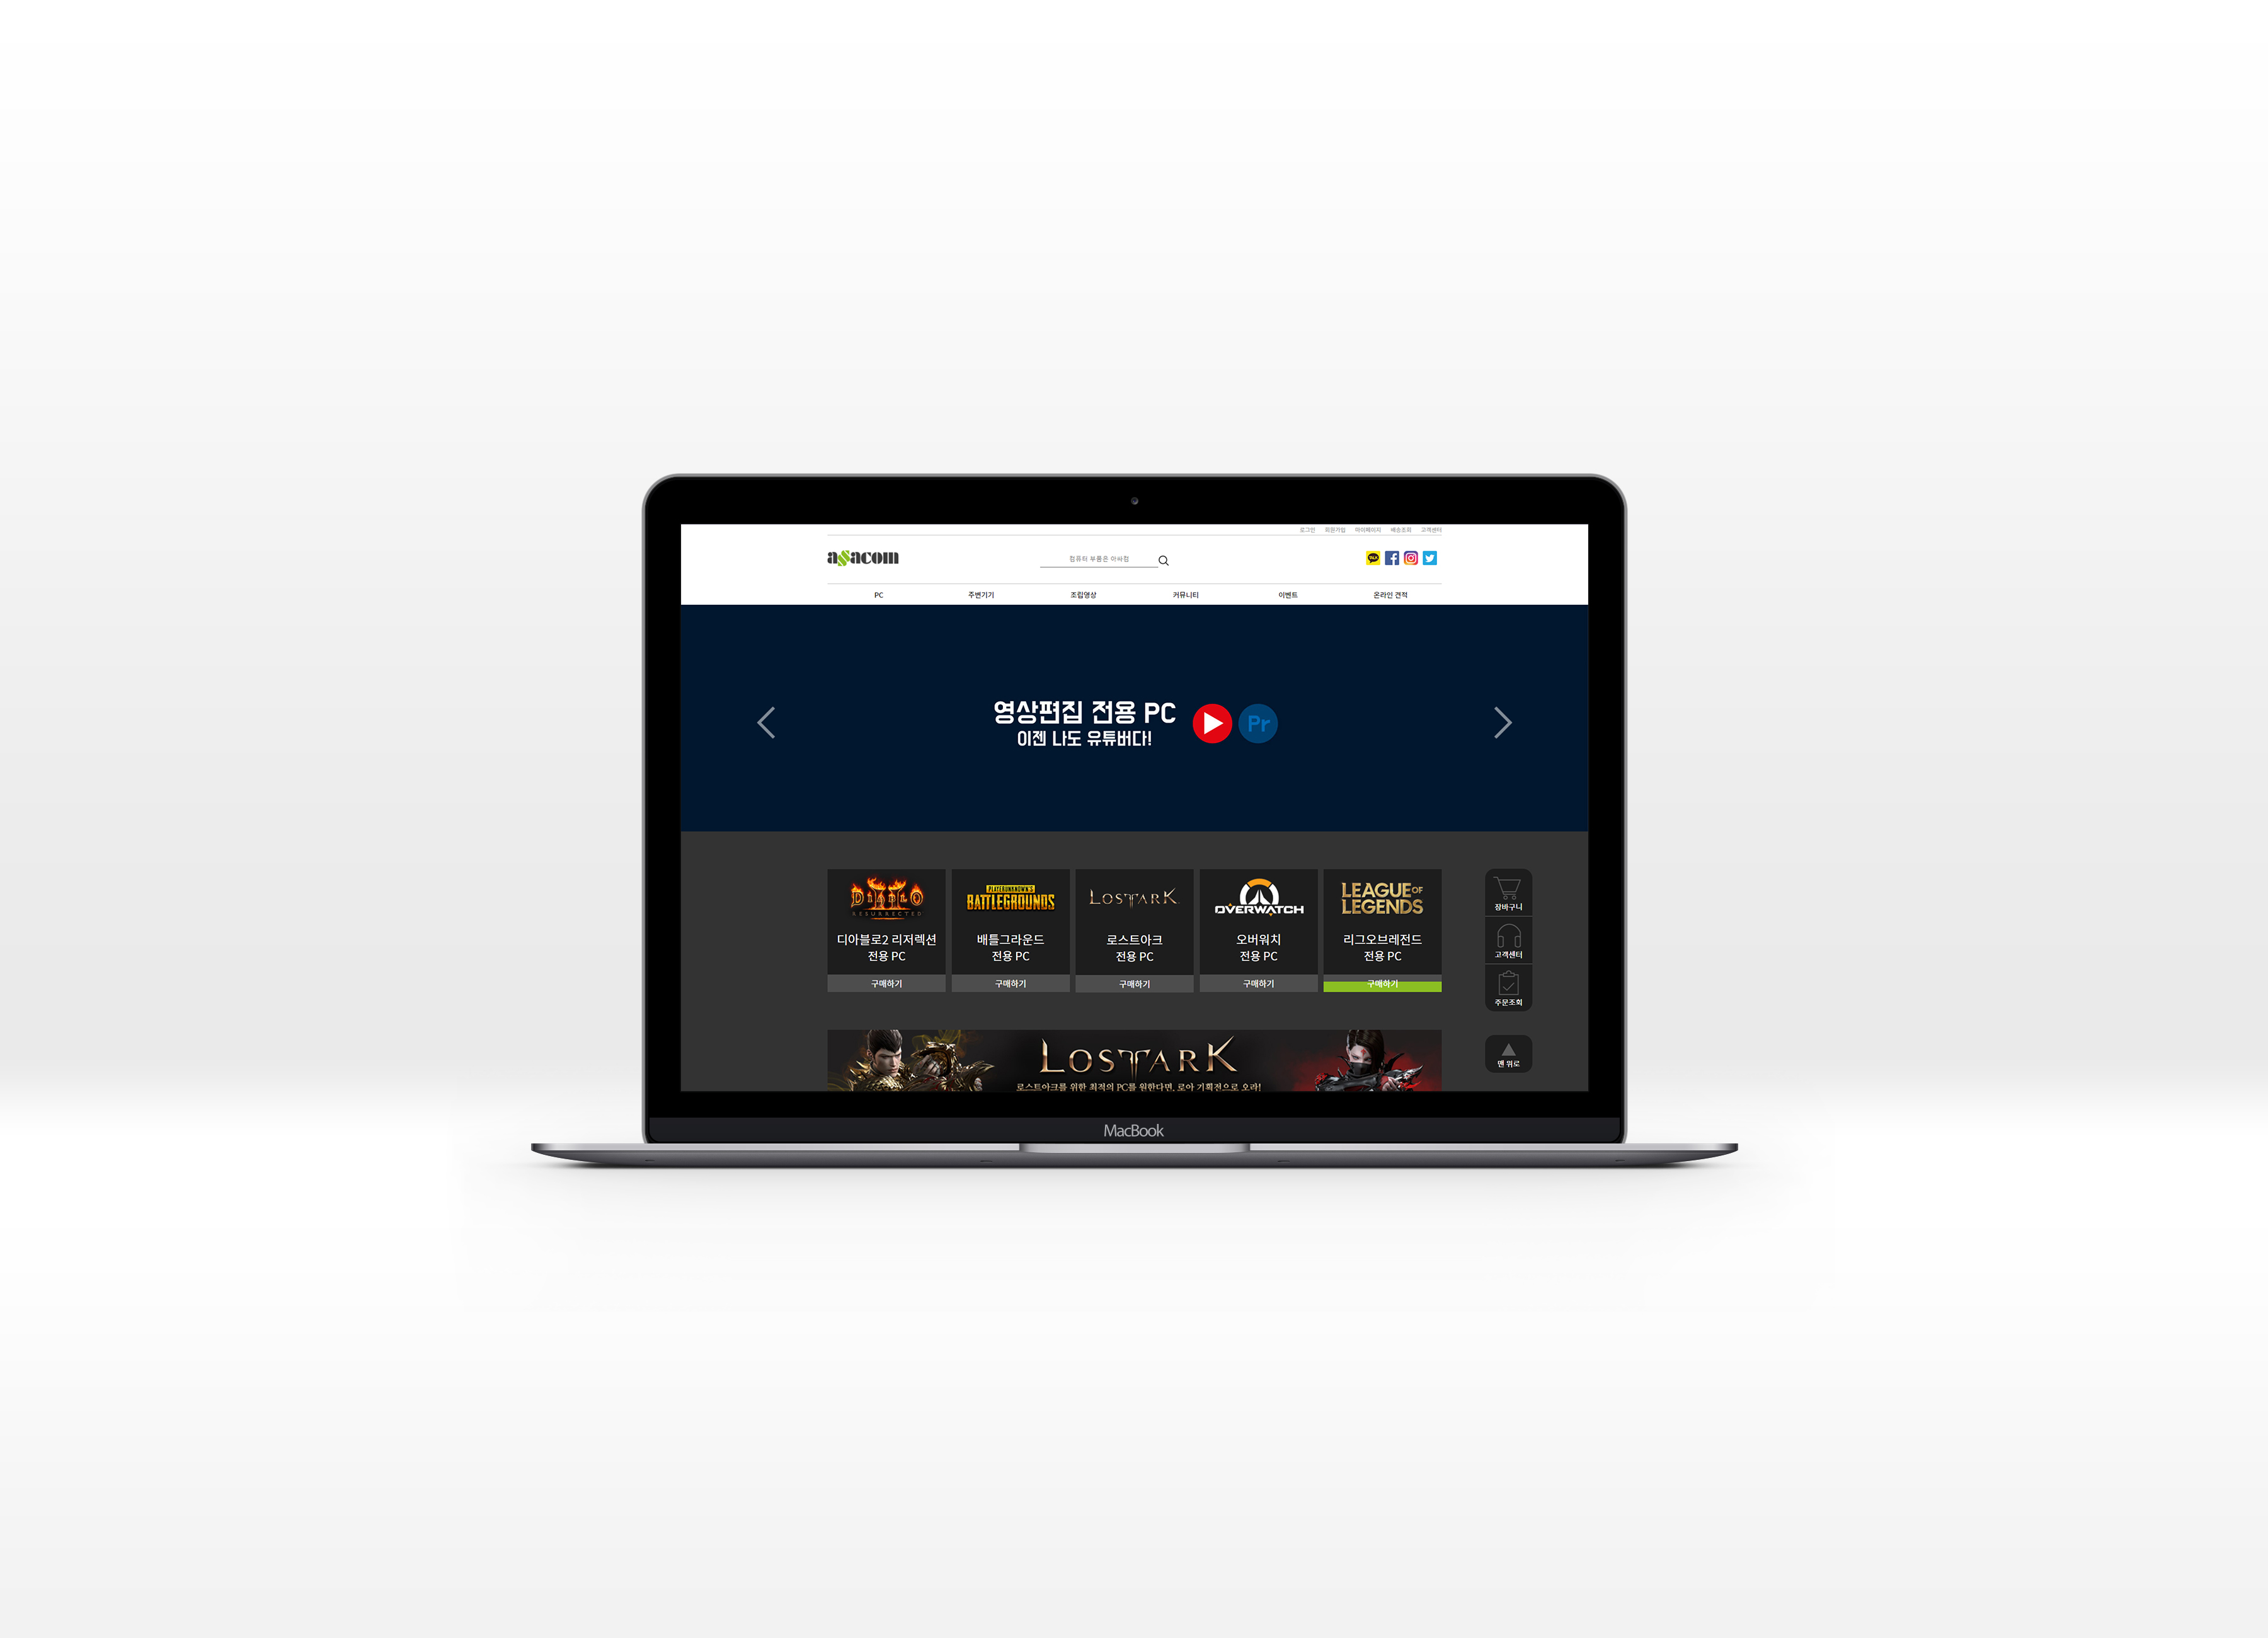 로그인 회원가입 마이페이지 배송조회 고객센터
assacom
컴퓨터 부품은 아싸컴
TALK
PC 주변기기 조립영상 커뮤니티 이벤트 온라인 견적
영상편집 전용 PC
이젠 나도 유튜버다!
Pr
DIABLO II
RESURRECTED
디아블로2 리저렉션
전용 PC
구매하기
PLAYERUNKNOWN'S
BATTLEGROUNDS
배틀그라운드
전용 PC
구매하기
LOST ARK
로스트아크
전용 PC
구매하기
OVERWATCH
오버워치
전용 PC
구매하기
LEAGUE OF
LEGENDS
리그오브레전드
전용 PC
구매하기
장바구니
고객센터
주문조회
맨 위로
LOST ARK
로스트아크를 위한 최적의 PC를 원한다면, 로아 기획전으로 오라!
MacBook